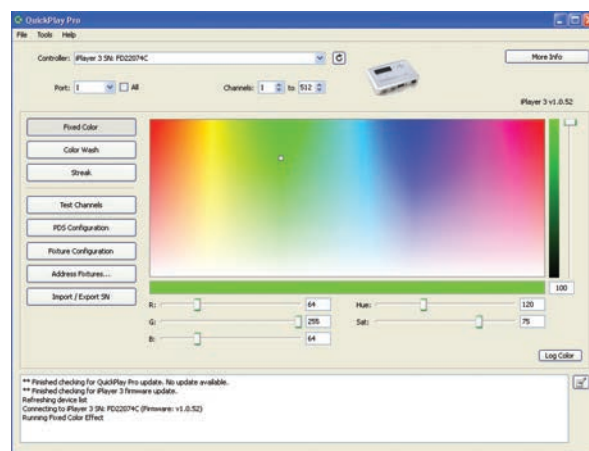 QuickPlay Pro
File Tools Help
Controller: iPlayer 3 SN: FD22074C
More Info
Port: 1 All Channels: 1 to 512
iPlayer 3 v1.0.52
Fixed Color
Color Wash
Streak
Test Channels
PDS Configuration
Fixture Configuration
Address Fixtures...
Import / Export SN
100
R: 64 Hue: 120
G: 255 Sat: 75
B: 64
Log Color
** Finished checking for QuickPlay Pro update. No update available.
** Finished checking for iPlayer 3 firmware update.
Refreshing device list
Connecting to iPlayer 3 SN: FD22074C (Firmware: v1.0.52)
Running Fixed Color Effect